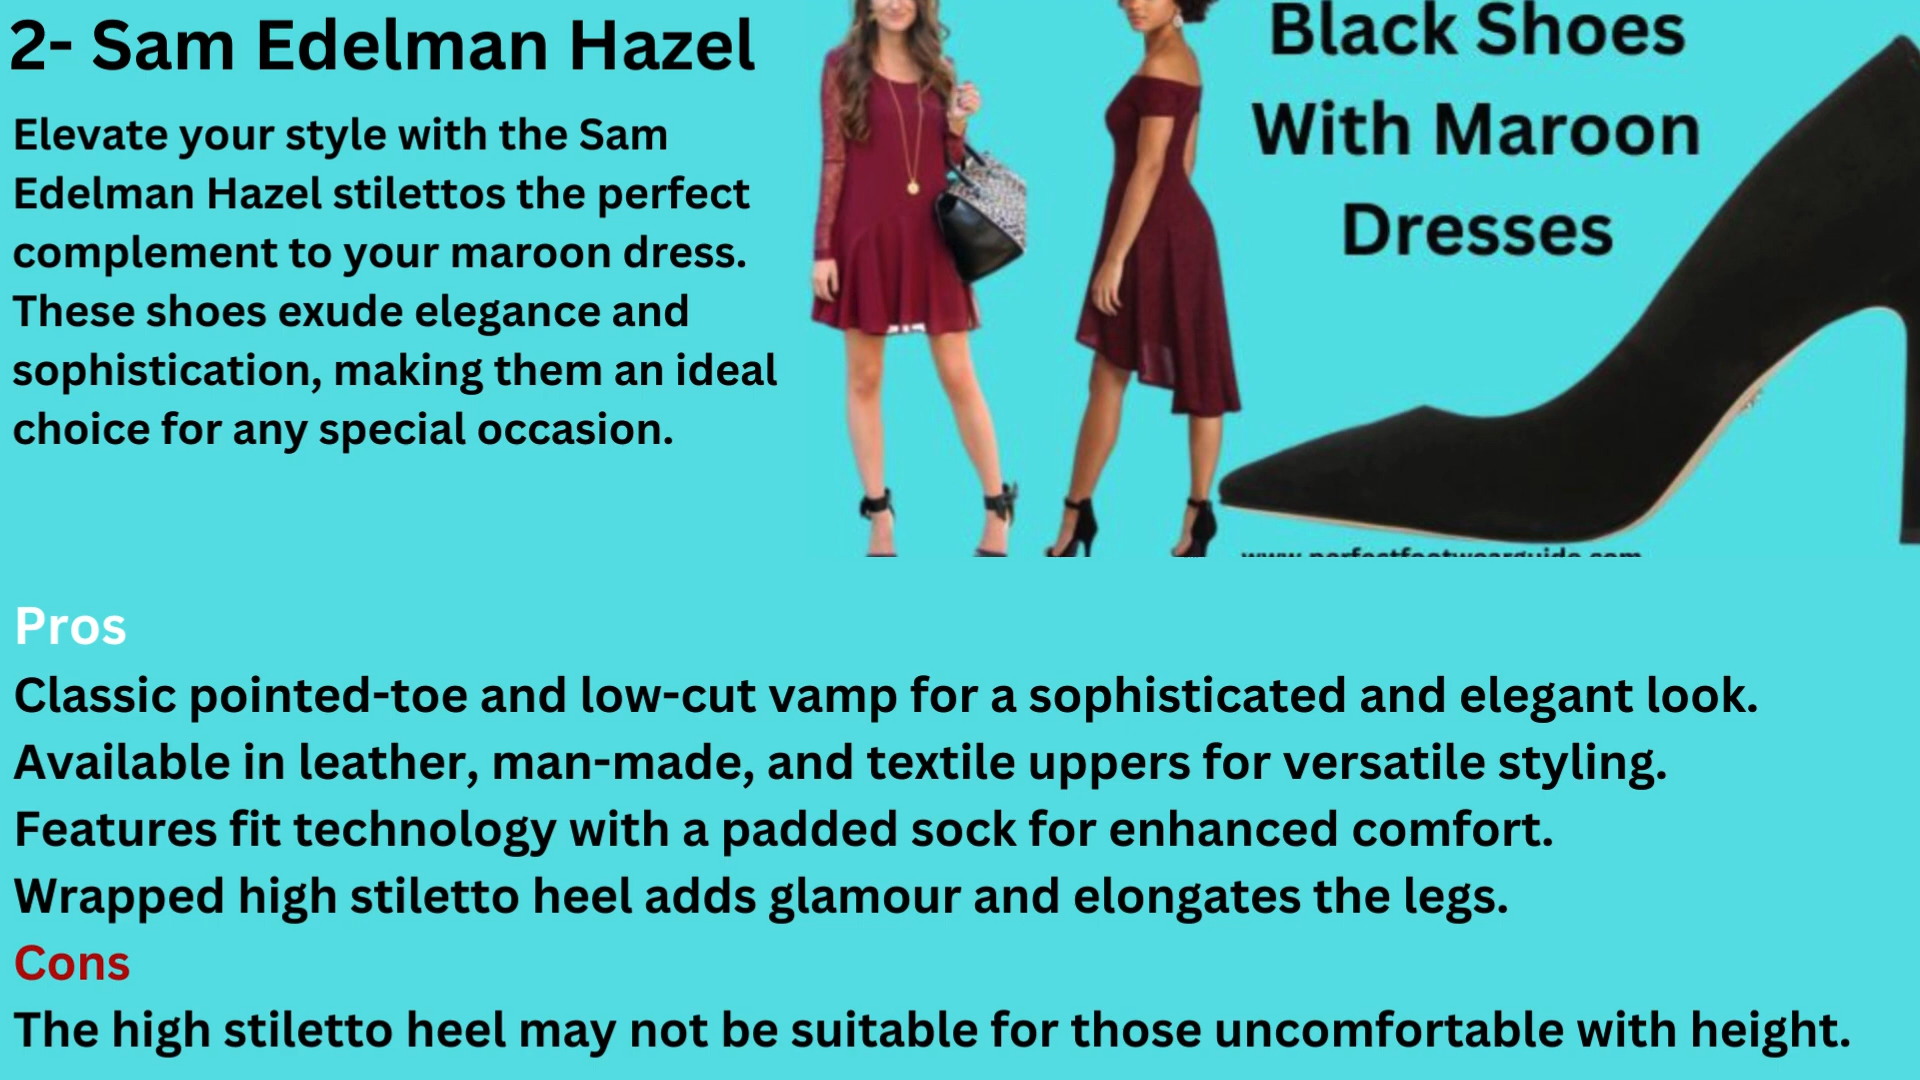 2- Sam Edelman Hazel
Elevate your style with the Sam
Edelman Hazel stilettos the perfect
complement to your maroon dress.
These shoes exude elegance and
sophistication, making them an ideal
choice for any special occasion.
Black Shoes
With Maroon
Dresses
www.perfectfootwearguide.com
Pros
Classic pointed-toe and low-cut vamp for a sophisticated and elegant look.
Available in leather, man-made, and textile uppers for versatile styling.
Features fit technology with a padded sock for enhanced comfort.
Wrapped high stiletto heel adds glamour and elongates the legs.
Cons
The high stiletto heel may not be suitable for those uncomfortable with height.